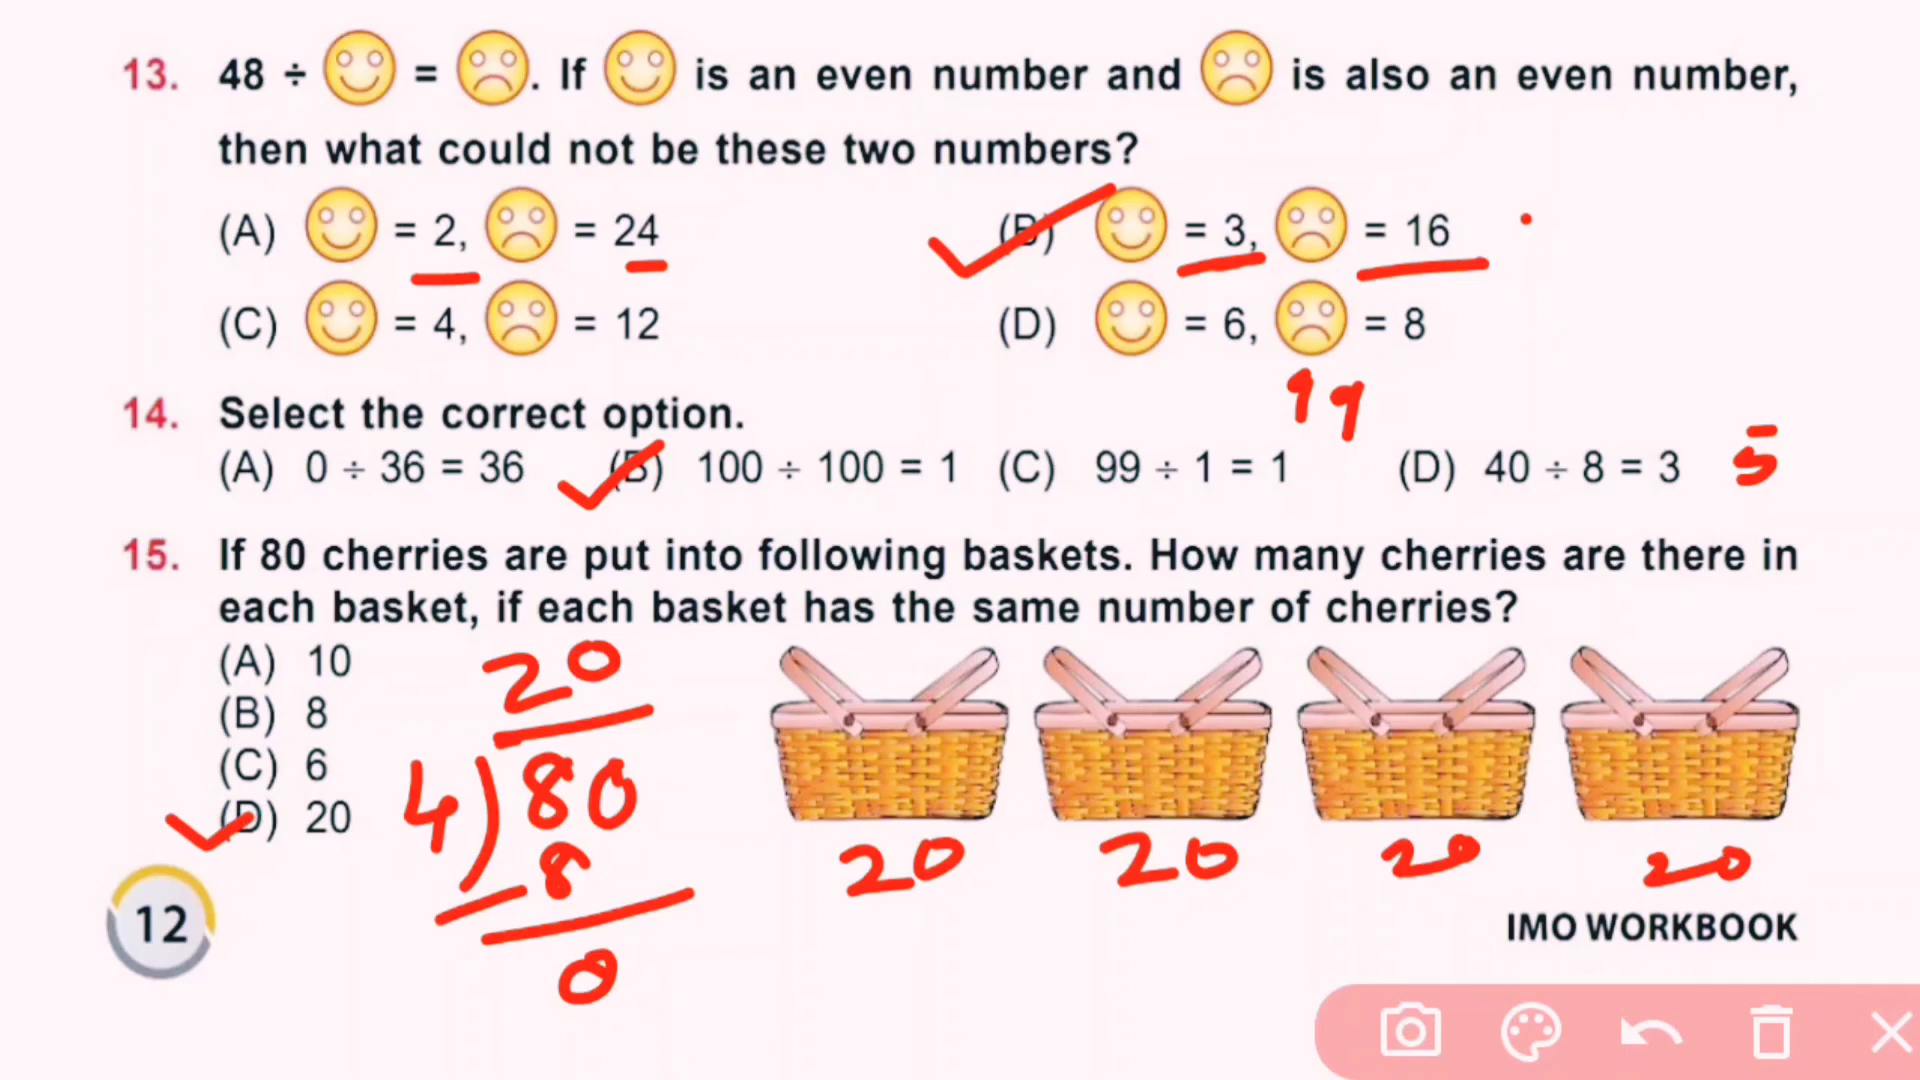 13. 48 ÷ = . If is an even number and is also an even number,
then what could not be these two numbers?
(A) = 2, = 24 (B) = 3, = 16
(C) = 4, = 12 (D) = 6, = 8
99
14. Select the correct option.
(A) 0 ÷ 36 = 36 (B) 100 ÷ 100 = 1 (C) 99 ÷ 1 = 1 (D) 40 ÷ 8 = 3 5
15. If 80 cherries are put into following baskets. How many cherries are there in
each basket, if each basket has the same number of cherries?
(A) 10
(B) 8
(C) 6
(D) 20
20
4)80
8
0
20 20 20 20
12
IMO WORKBOOK